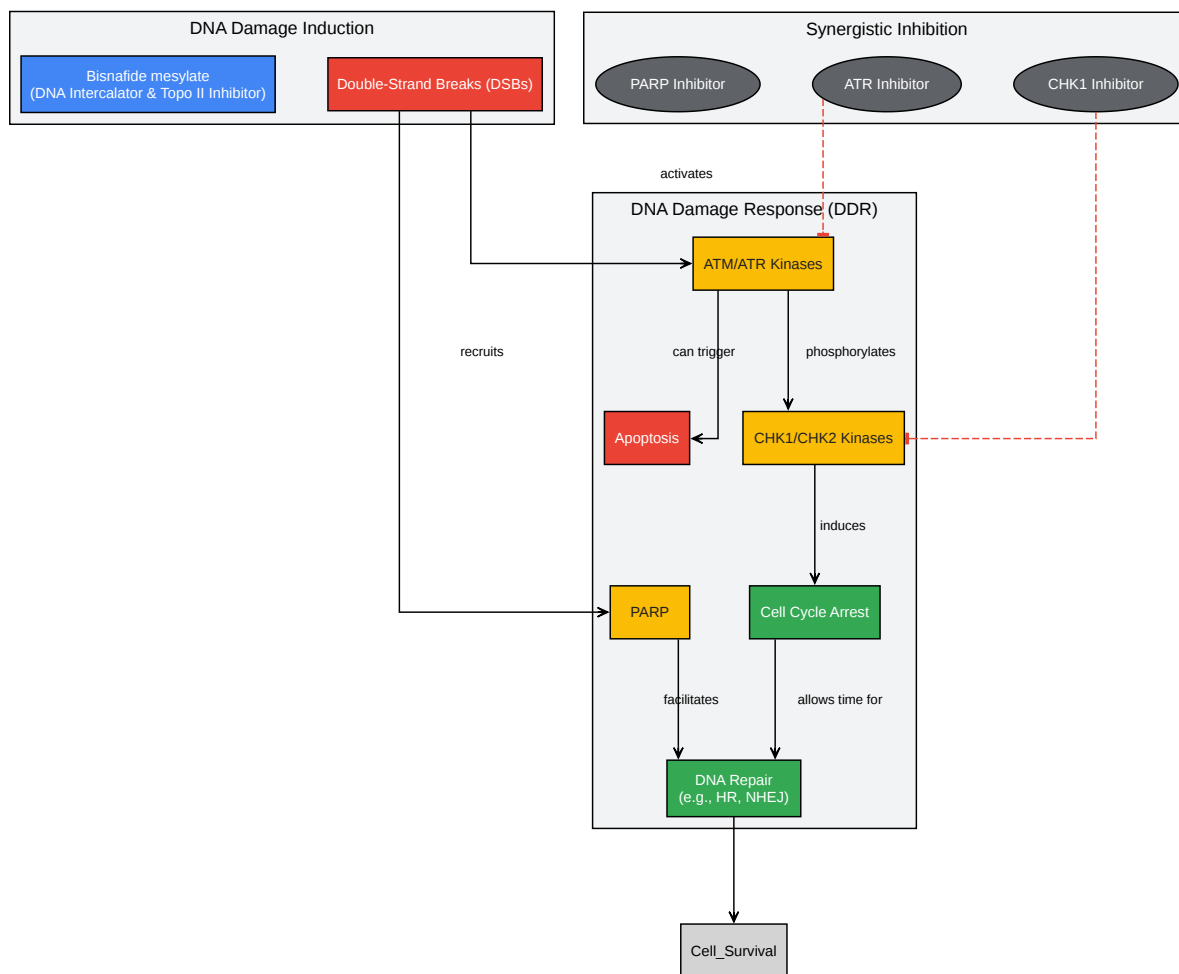 DNA Damage Induction
Bisnafide mesylate
(DNA Intercalator & Topo II Inhibitor)
Double-Strand Breaks (DSBs)
Synergistic Inhibition
PARP Inhibitor
ATR Inhibitor
CHK1 Inhibitor
activates
DNA Damage Response (DDR)
ATM/ATR Kinases
recruits
can trigger
phosphorylates
Apoptosis
CHK1/CHK2 Kinases
induces
PARP
Cell Cycle Arrest
facilitates
allows time for
DNA Repair
(e.g., HR, NHEJ)
Cell_Survival